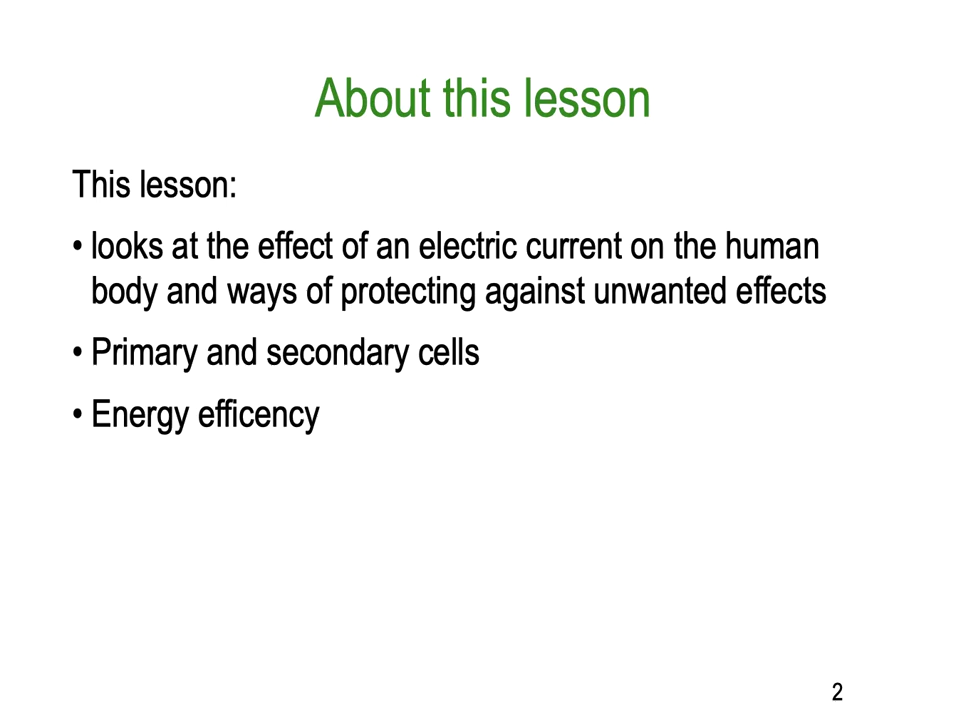 About this lesson
This lesson:
• looks at the effect of an electric current on the human
body and ways of protecting against unwanted effects
• Primary and secondary cells
• Energy efficency
2